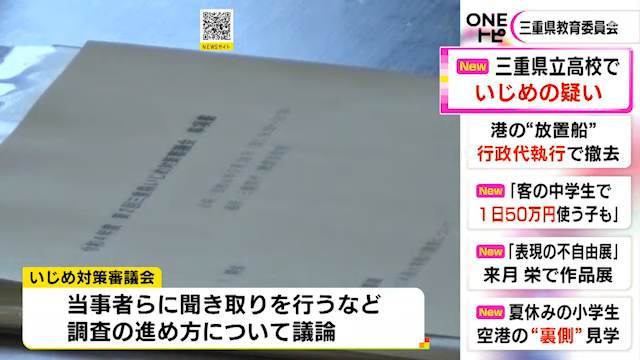 NEWSサイト
ONE
トピ
三重県教育委員会
New 三重県立高校で
いじめの疑い
港の“放置船”
行政代執行で撤去
New 「客の中学生で
1日50万円使う子も」
New 「表現の不自由展」
来月 栄で作品展
New 夏休みの小学生
空港の“裏側”見学
いじめ対策審議会
当事者らに聞き取りを行うなど
調査の進め方について議論